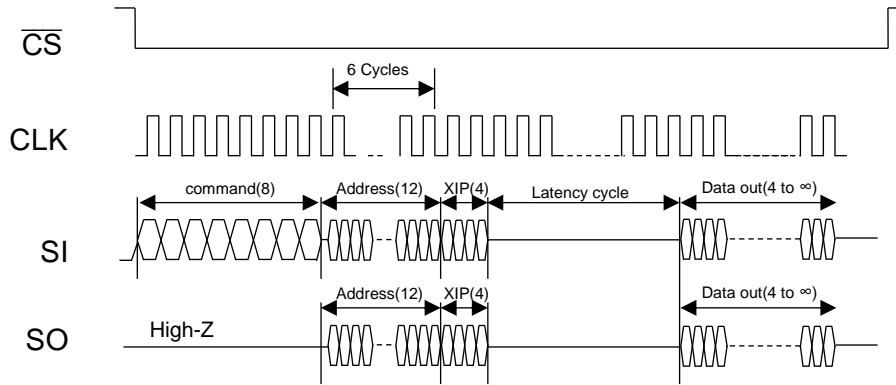 CS
6 Cycles
CLK
command(8) Address(12) XIP(4) Latency cycle Data out(4 to ∞)
SI
Address(12) XIP(4) Data out(4 to ∞)
High-Z
SO